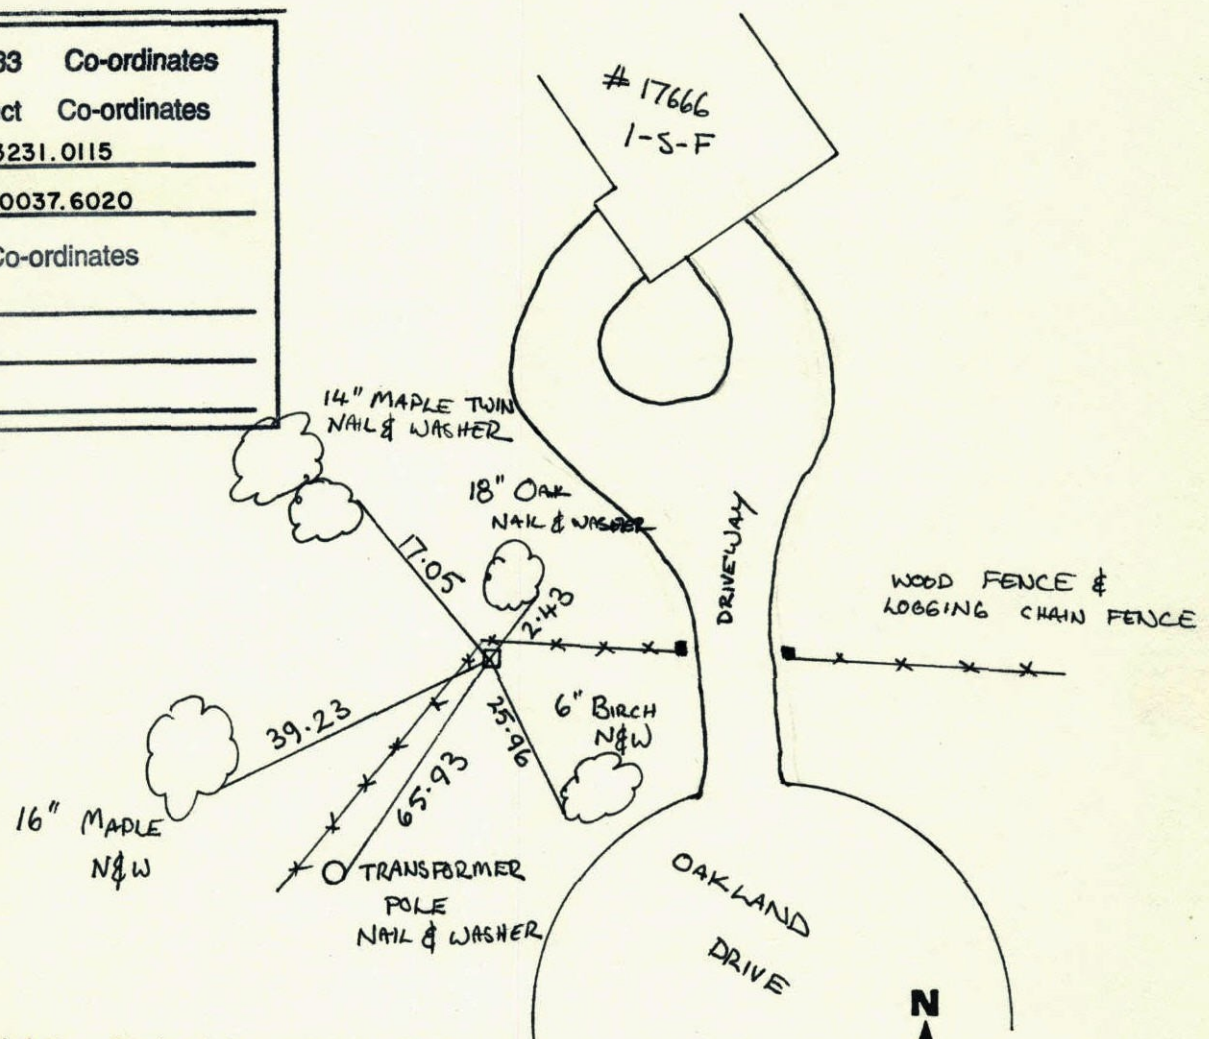 83 Co-ordinates
ct Co-ordinates
3231.0115
0037.6020
Co-ordinates
# 17666
1-S-F
14" MAPLE TWIN
NAIL & WASHER
18" OAK
NAIL & WASHER
17.05
2.43
DRIVEWAY
WOOD FENCE &
LOGGING CHAIN FENCE
39.23
65.93
25.96
6" BIRCH
N&W
16" MAPLE
N&W
TRANSFORMER
POLE
NAIL & WASHER
OAKLAND
DRIVE
N